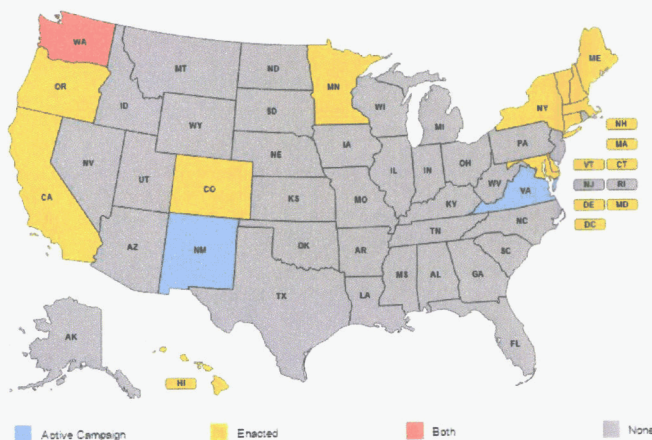 WA
ME
MT
ND
OR
MN
ID
WI
NY
SD
MI
NH
WY
MA
IA
PA
NE
VT CT
NV
OH
IL
IN
NJ RI
UT
CO
WV
VA
CA
KS
MO
KY
DE MD
NC
DC
TN
OK
AZ
NM
AR
SC
MS
AL
GA
TX
LA
AK
FL
HI
Active Campaign Enacted Both None